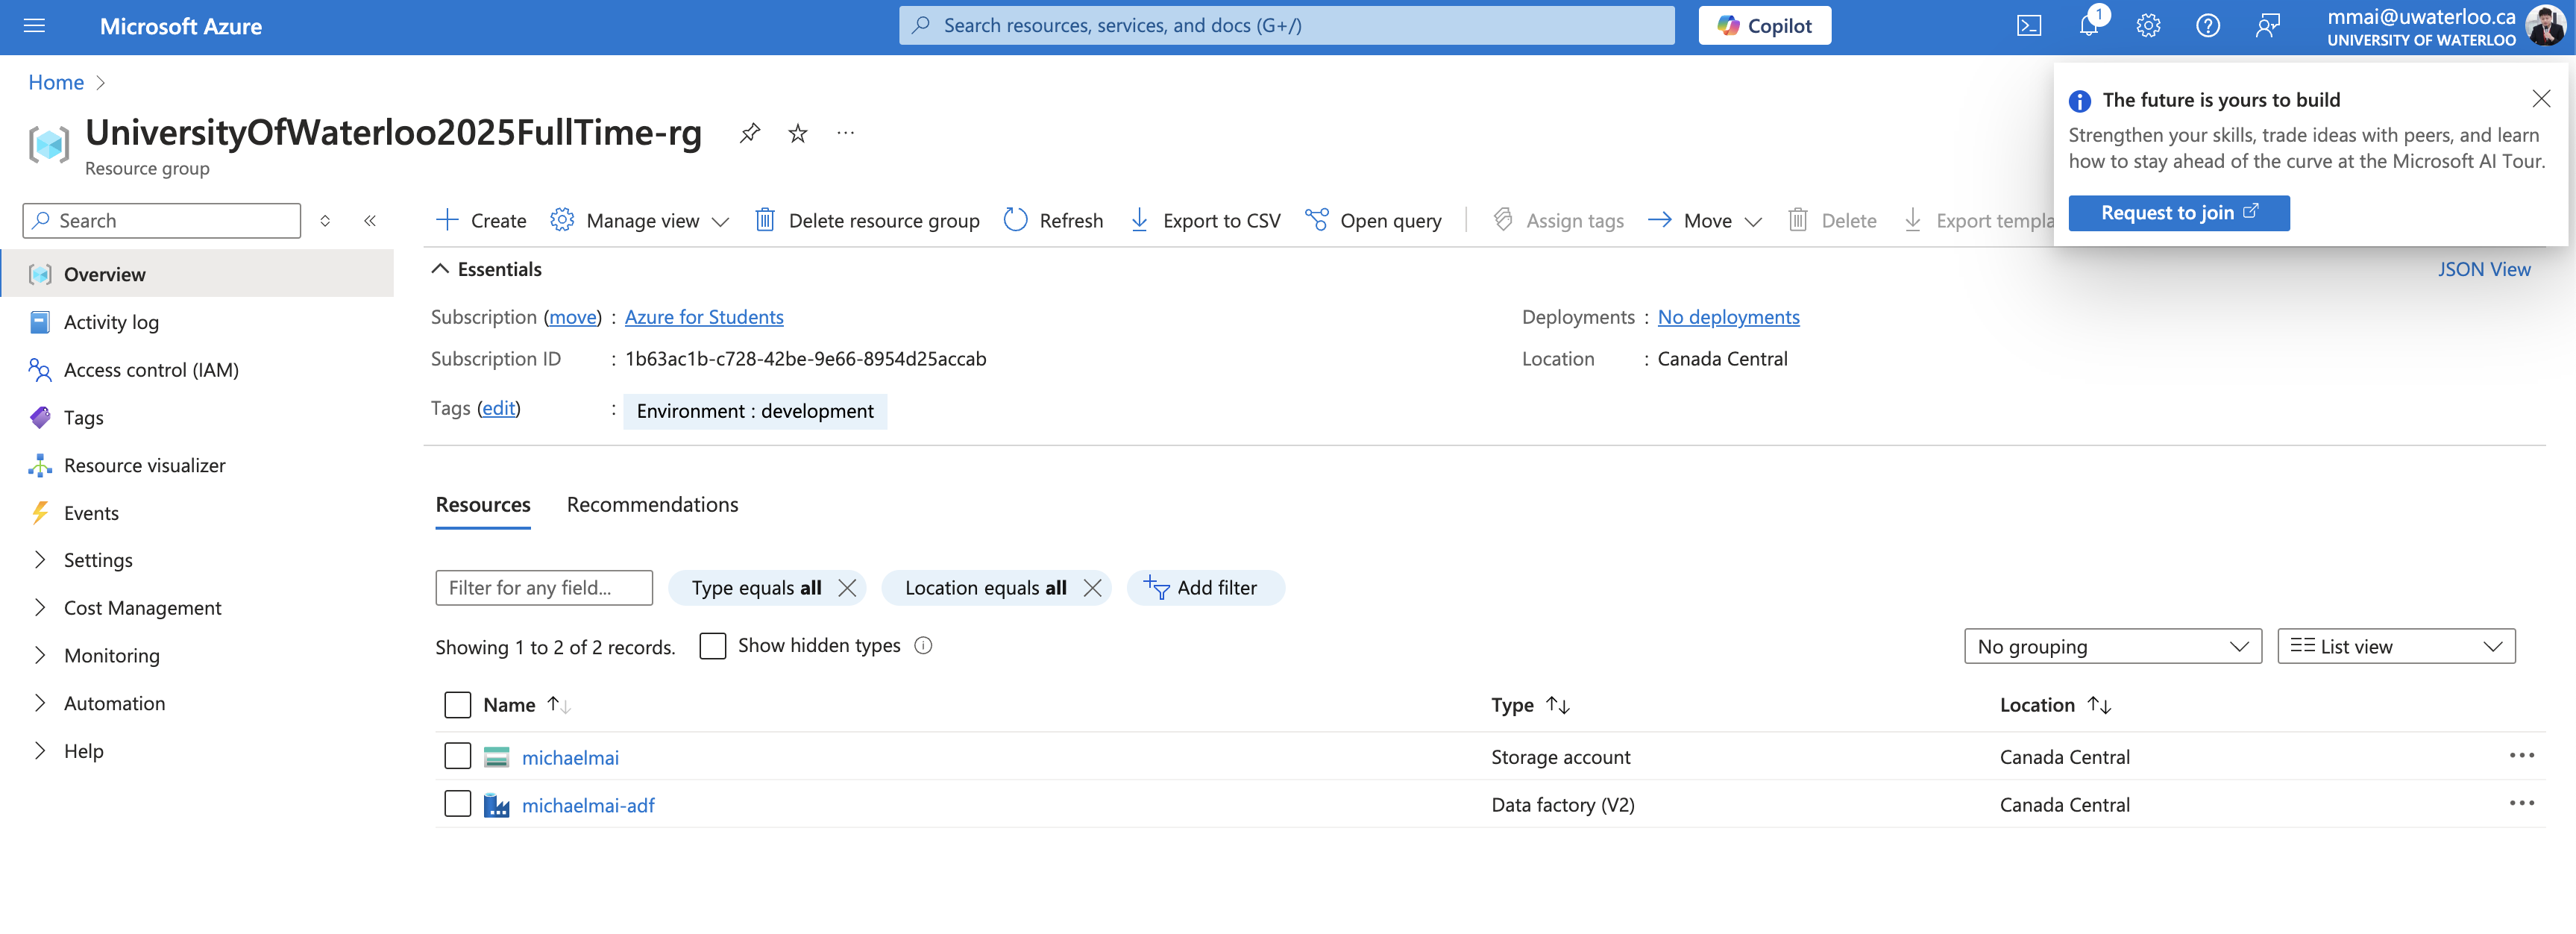 Microsoft Azure
Search resources, services, and docs (G+/)
Copilot
1
mmai@uwaterloo.ca
UNIVERSITY OF WATERLOO
Home
The future is yours to build
Strengthen your skills, trade ideas with peers, and learn
how to stay ahead of the curve at the Microsoft AI Tour.
Request to join
UniversityOfWaterloo2025FullTime-rg
Resource group
Search
Create
Manage view
Delete resource group
Refresh
Export to CSV
Open query
Assign tags
Move
Delete
Export templa
Overview
Activity log
Access control (IAM)
Tags
Resource visualizer
Events
Settings
Cost Management
Monitoring
Automation
Help
Essentials
JSON View
Subscription (move) : Azure for Students
Subscription ID : 1b63ac1b-c728-42be-9e66-8954d25accab
Tags (edit) : Environment : development
Deployments : No deployments
Location : Canada Central
Resources
Recommendations
Filter for any field...
Type equals all
Location equals all
Add filter
Showing 1 to 2 of 2 records.
Show hidden types
No grouping
List view
Name
Type
Location
michaelmai
Storage account
Canada Central
michaelmai-adf
Data factory (V2)
Canada Central